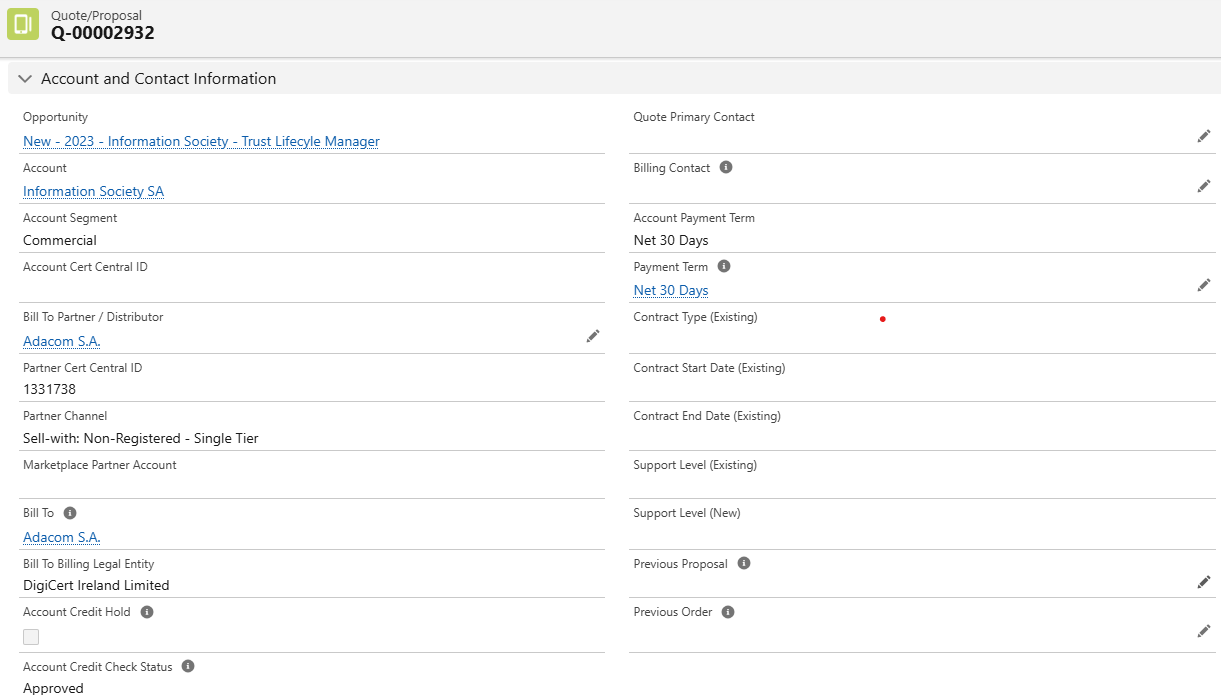 Quote/Proposal
Q-00002932
Account and Contact Information
Opportunity
New - 2023 - Information Society - Trust Lifecyle Manager
Account
Information Society SA
Account Segment
Commercial
Account Cert Central ID
Bill To Partner / Distributor
Adacom S.A.
Partner Cert Central ID
1331738
Partner Channel
Sell-with: Non-Registered - Single Tier
Marketplace Partner Account
Bill To
Adacom S.A.
Bill To Billing Legal Entity
DigiCert Ireland Limited
Account Credit Hold
Account Credit Check Status
Approved
Quote Primary Contact
Billing Contact
Account Payment Term
Net 30 Days
Payment Term
Net 30 Days
Contract Type (Existing)
Contract Start Date (Existing)
Contract End Date (Existing)
Support Level (Existing)
Support Level (New)
Previous Proposal
Previous Order